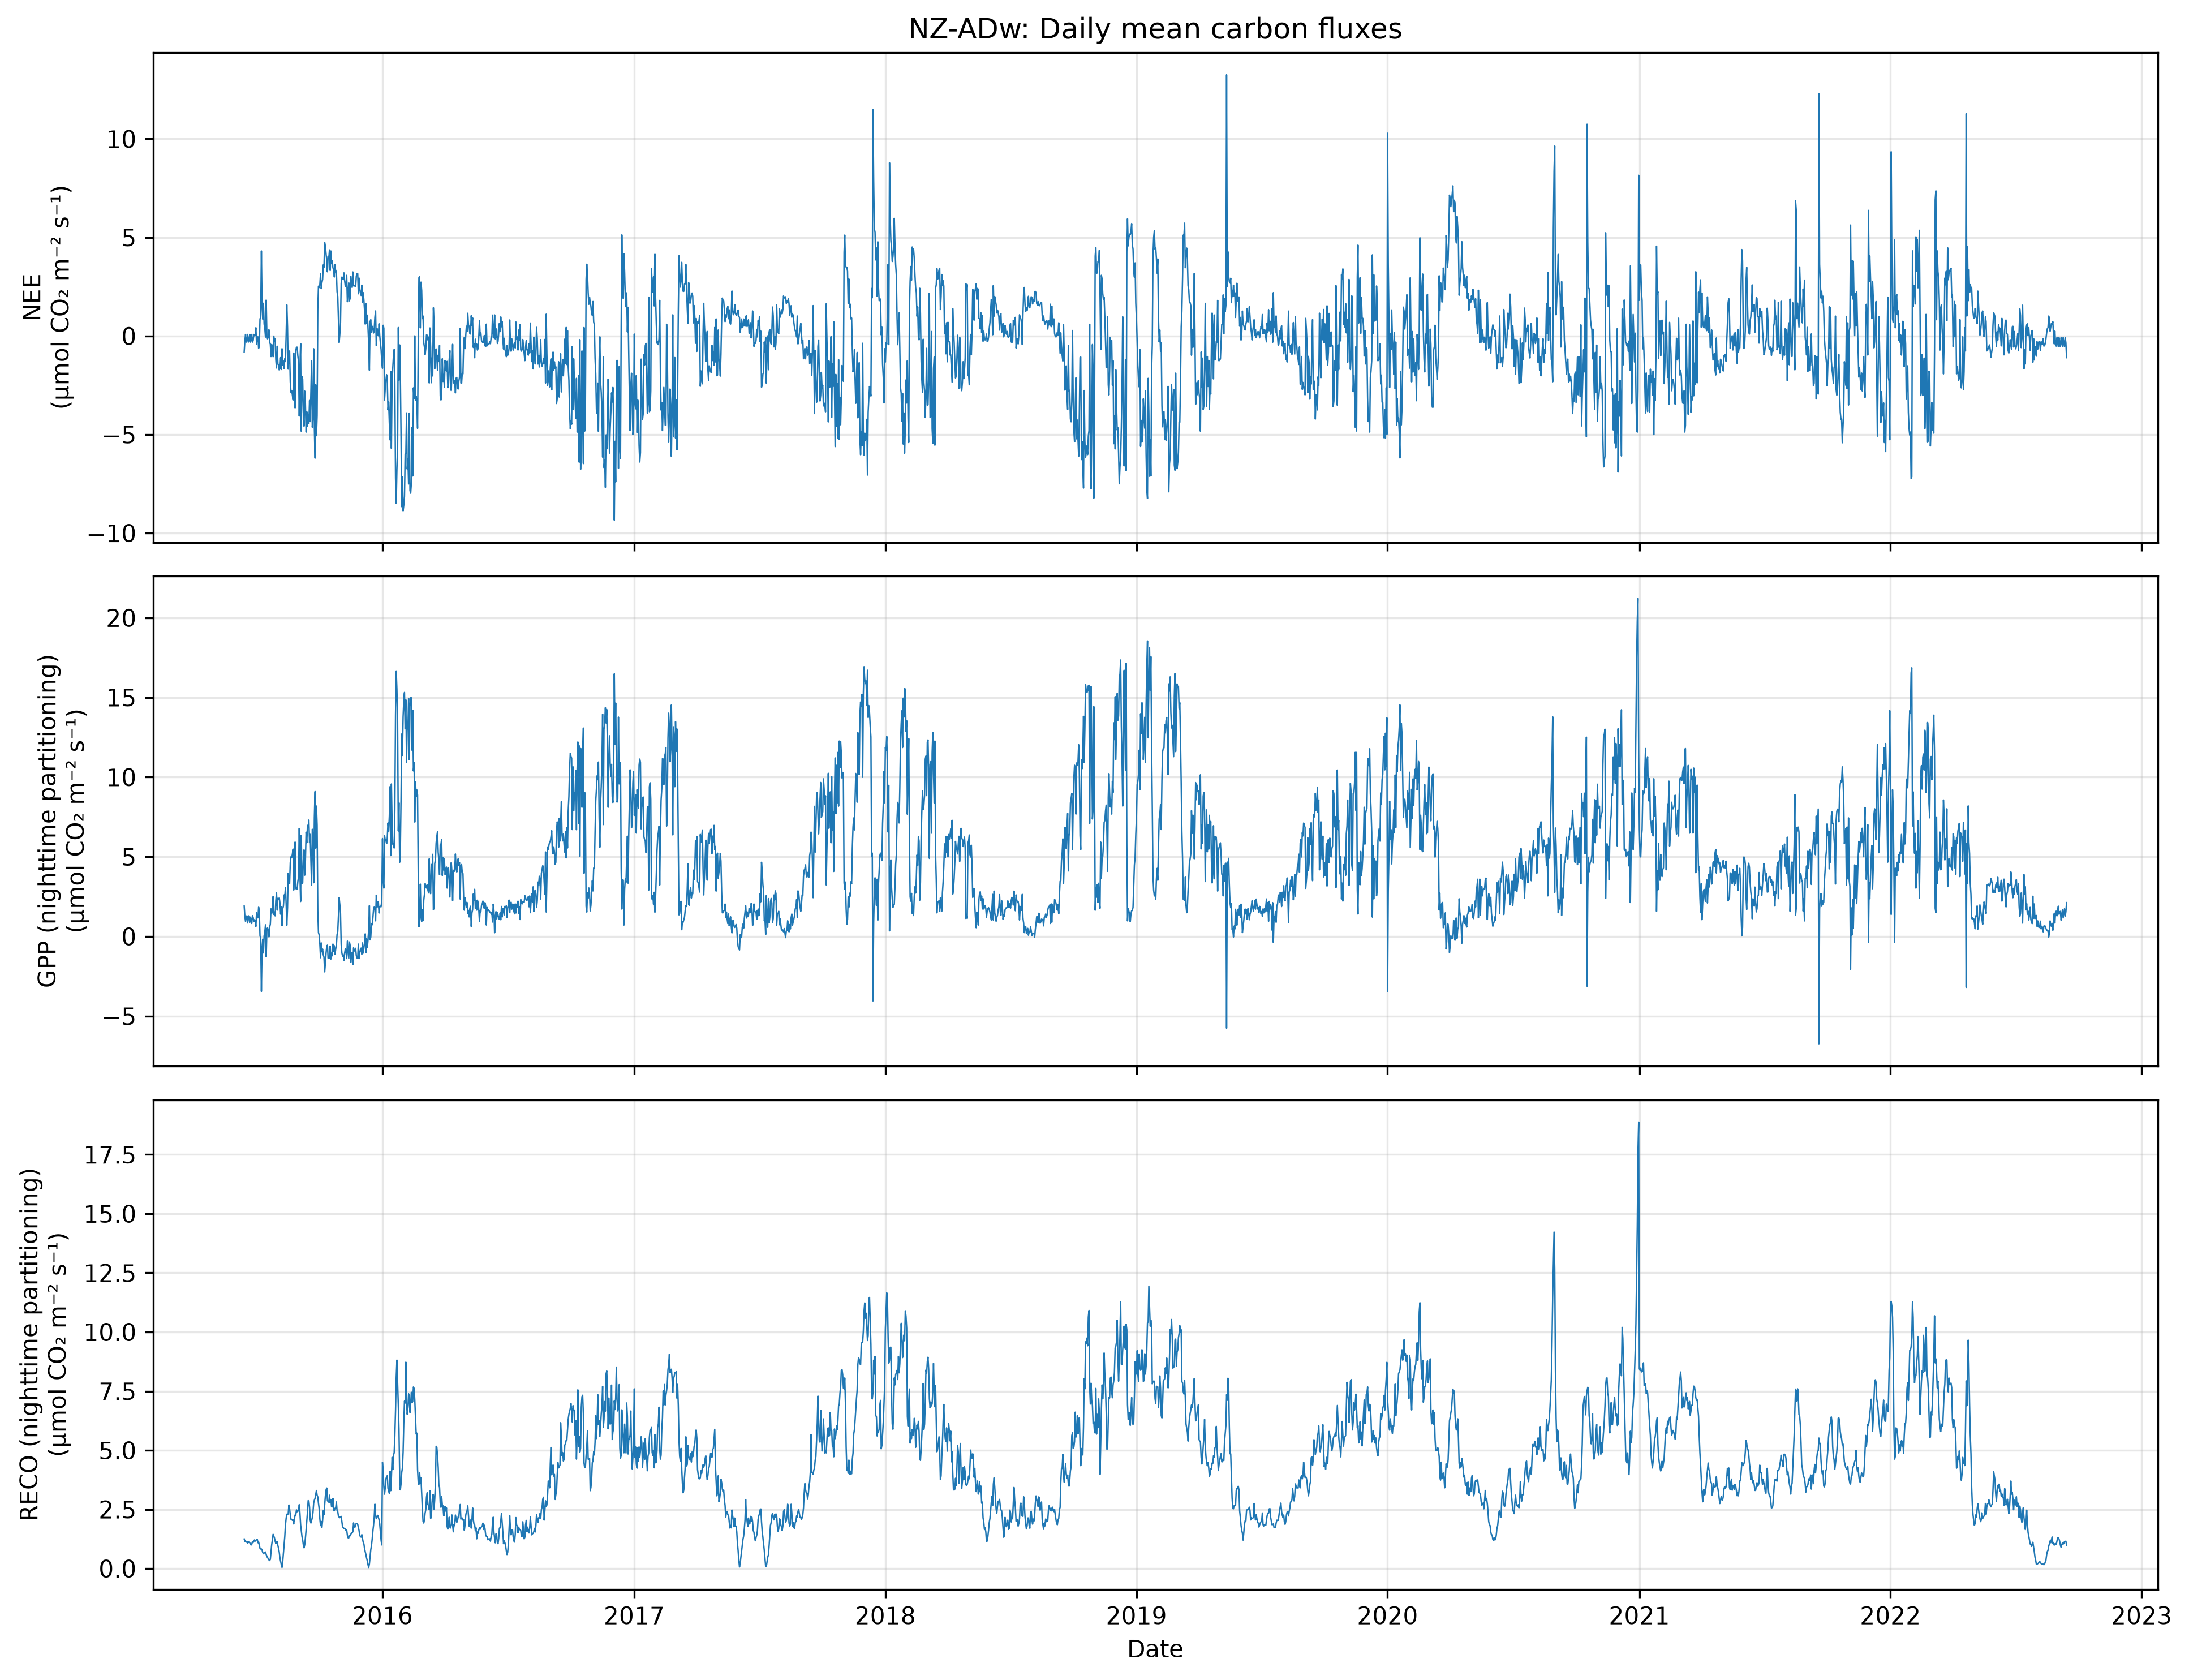 NZ-ADw: Daily mean carbon fluxes
NEE
(μmol CO₂ m⁻² s⁻¹)
10
5
0
−5
−10
GPP (nighttime partitioning)
(μmol CO₂ m⁻² s⁻¹)
20
15
10
5
0
−5
RECO (nighttime partitioning)
(μmol CO₂ m⁻² s⁻¹)
17.5
15.0
12.5
10.0
7.5
5.0
2.5
0.0
2016 2017 2018 2019 2020 2021 2022 2023
Date